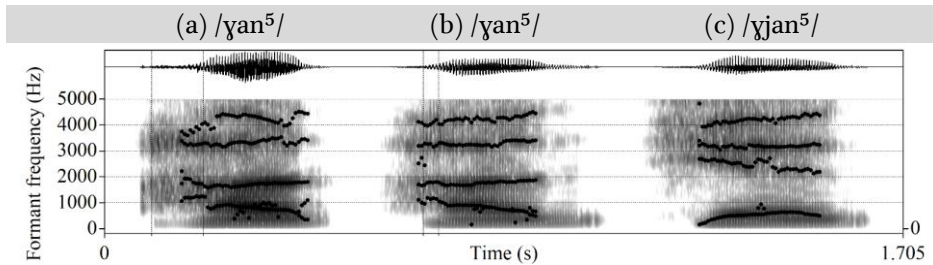 (a) /ɣan⁵/ (b) /ɣan⁵/ (c) /ɣjan⁵/
Formant frequency (Hz)
5000
4000
3000
2000
1000
0 0
0 Time (s) 1.705